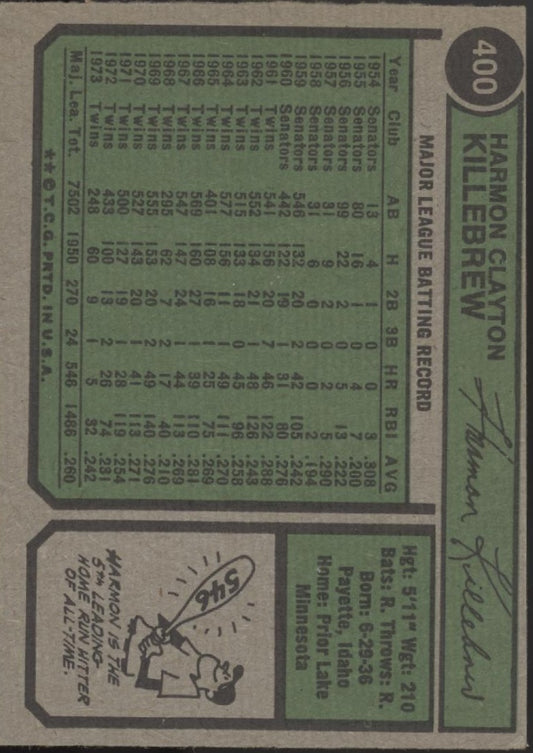 400
HARMON CLAYTON
KILLEBREW
Harmon Killebrew
MAJOR LEAGUE BATTING RECORD
Year Club AB H 2B 3B HR RBI AVG
1954 Senators 13 4 1 0 0 3 .308
1955 Senators 80 16 1 0 4 7 .200
1956 Senators 99 22 2 0 5 13 .222
1957 Senators 31 9 2 0 2 5 .290
1958 Senators 31 6 0 0 0 2 .194
1959 Senators 546 132 20 2 42 105 .242
1960 Senators 442 122 19 1 31 80 .276
1961 Twins 541 156 20 7 46 122 .288
1962 Twins 552 134 21 1 48 126 .243
1963 Twins 515 133 18 0 45 96 .258
1964 Twins 577 156 11 1 49 111 .270
1965 Twins 401 108 16 1 25 75 .269
1966 Twins 569 160 27 1 39 110 .281
1967 Twins 547 147 24 1 44 113 .269
1968 Twins 295 62 7 2 17 40 .210
1969 Twins 555 153 20 2 49 140 .276
1970 Twins 527 143 20 1 41 113 .271
1971 Twins 500 127 19 1 28 119 .254
1972 Twins 433 100 13 2 26 74 .231
1973 Twins 248 60 9 1 5 32 .242
Maj. Lea. Tot. 7502 1950 270 24 546 1486 .260
**© T.C.G. PRTD. IN U.S.A.
Hgt: 5'11" Wgt: 210
Bats: R. Throws: R.
Born: 6-29-36
Payette, Idaho
Home: Prior Lake
Minnesota
546
HARMON IS THE
5TH LEADING
HOME RUN HITTER
OF ALL-TIME.